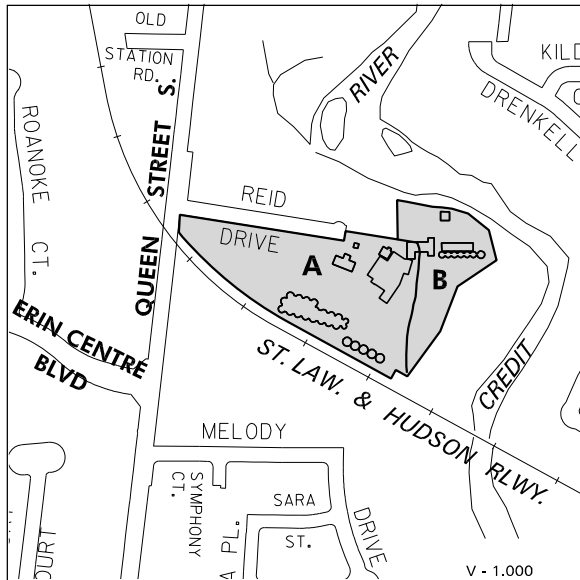 OLD
STATION
RD.
QUEEN STREET S.
RIVER
KILD
DRENKELL
ROANOKE CT.
REID
DRIVE
A
B
ERIN CENTRE
BLVD
ST. LAW. & HUDSON RLWY.
CREDIT
MELODY
DRIVE
SYMPHONY
CT.
SARA
ST.
A PL.
COURT
V - 1.000